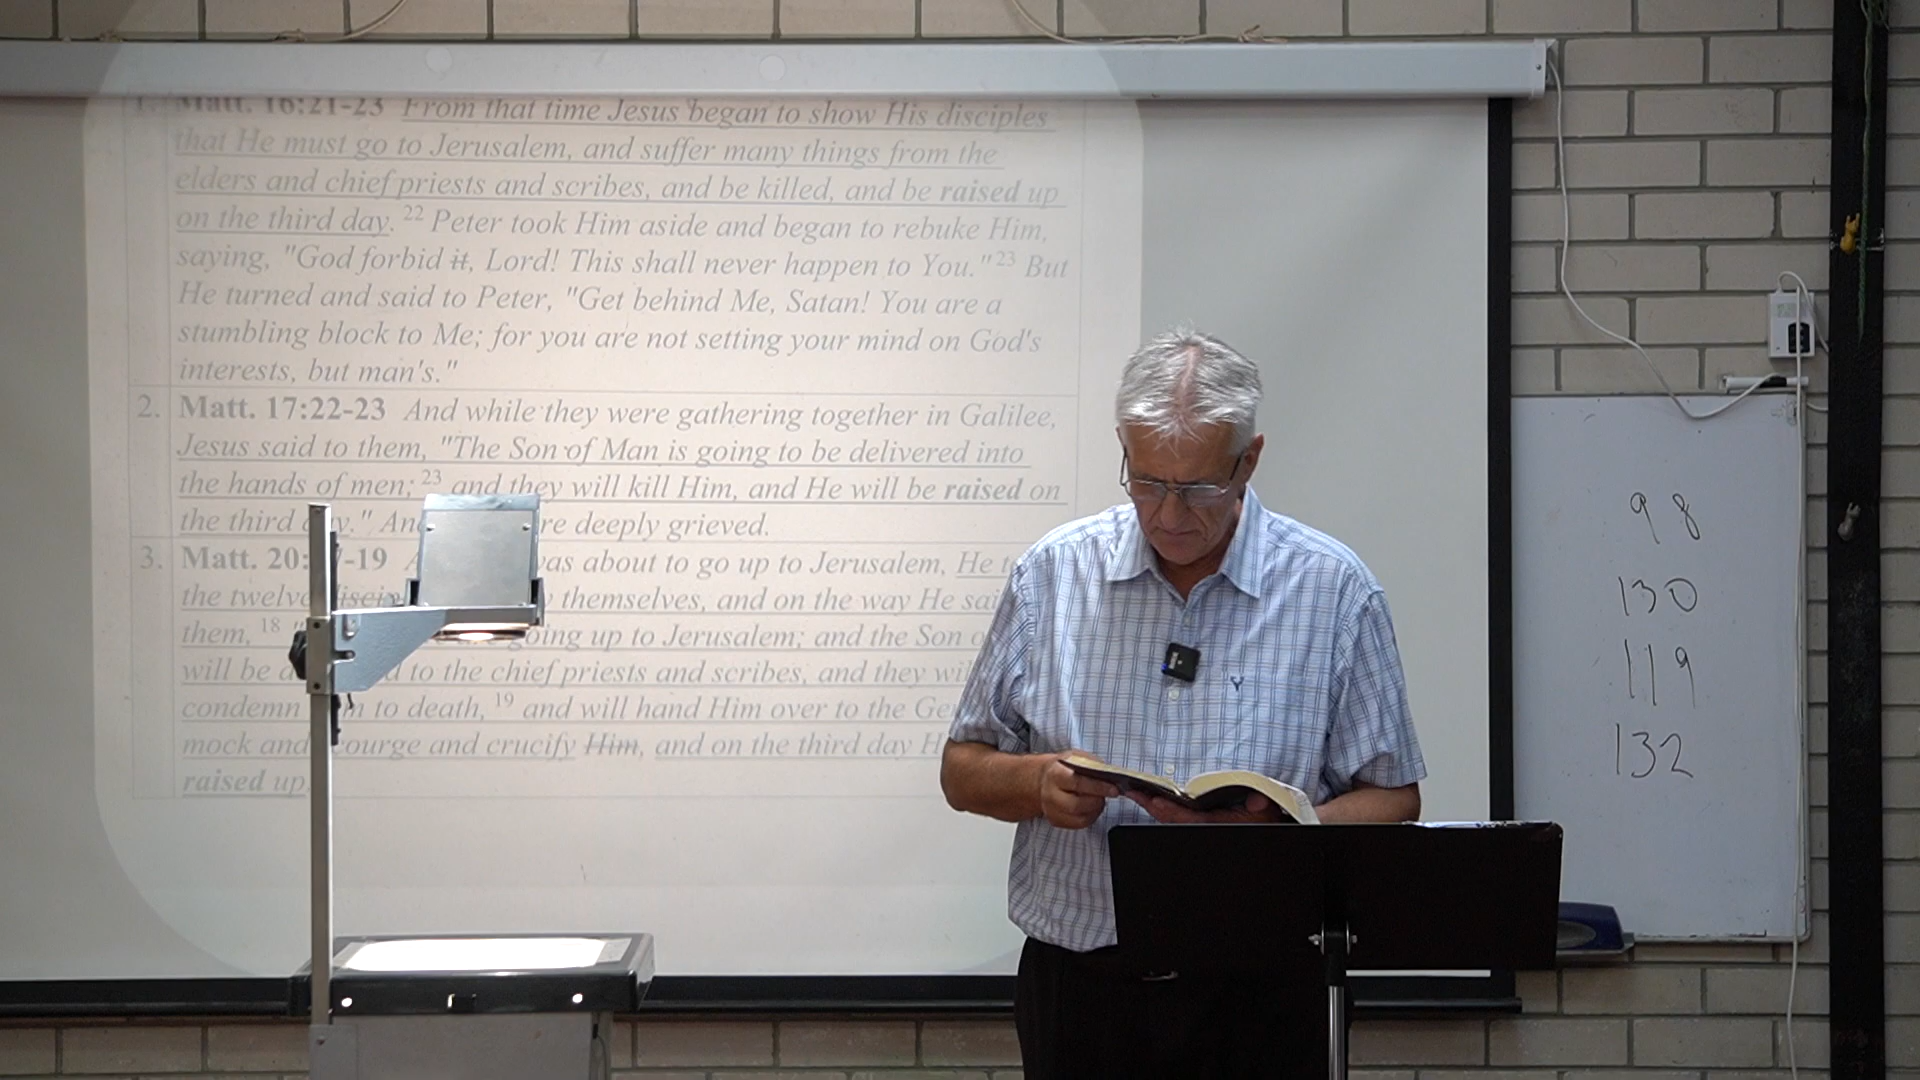 1. Matt. 16:21-23 From that time Jesus began to show His disciples
that He must go to Jerusalem, and suffer many things from the
elders and chief priests and scribes, and be killed, and be raised up
on the third day. 22 Peter took Him aside and began to rebuke Him,
saying, "God forbid it, Lord! This shall never happen to You." 23 But
He turned and said to Peter, "Get behind Me, Satan! You are a
stumbling block to Me; for you are not setting your mind on God's
interests, but man's."
2. Matt. 17:22-23 And while they were gathering together in Galilee,
Jesus said to them, "The Son of Man is going to be delivered into
the hands of men; 23 and they will kill Him, and He will be raised on
the third day." And re deeply grieved.
3. Matt. 20: -19 was about to go up to Jerusalem, He
the twelve themselves, and on the way He
them, 18 going up to Jerusalem; and the Son
will be to the chief priests and scribes, and they
condemn to death, 19 and will hand Him over to the
mock and scourge and crucify Him, and on the third day
raised up
98
130
119
132